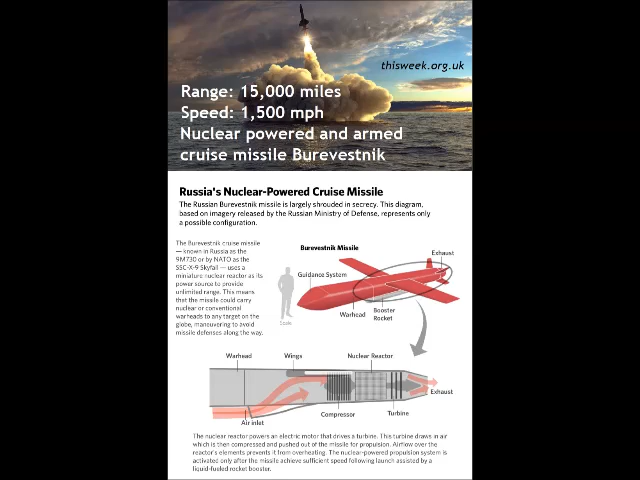 thisweek.org.uk
Range: 15,000 miles
Speed: 1,500 mph
Nuclear powered and armed
cruise missile Burevestnik
Russia's Nuclear-Powered Cruise Missile
The Russian Burevestnik missile is largely shrouded in secrecy. This diagram,
based on imagery released by the Russian Ministry of Defense, represents only
a possible configuration.
The Burevestnik cruise missile
— known in Russia as the
9M730 or by NATO as the
SSC-X-9 Skyfall — uses a
miniature nuclear reactor as its
power source to provide
unlimited range. This means
that the missile could carry
nuclear or conventional
warheads to any target on the
globe, maneuvering to avoid
missile defenses along the way.
Burevestnik Missile
Exhaust
Guidance System
Warhead
Booster
Rocket
Scale
Warhead
Wings
Nuclear Reactor
Exhaust
Air inlet
Compressor
Turbine
The nuclear reactor powers an electric motor that drives a turbine. This turbine draws in air
which is then compressed and pushed out of the missile for propulsion. Airflow over the
reactor's elements prevents it from overheating. The nuclear-powered propulsion system is
activated only after the missile achieve sufficient speed following launch assisted by a
liquid-fueled rocket booster.